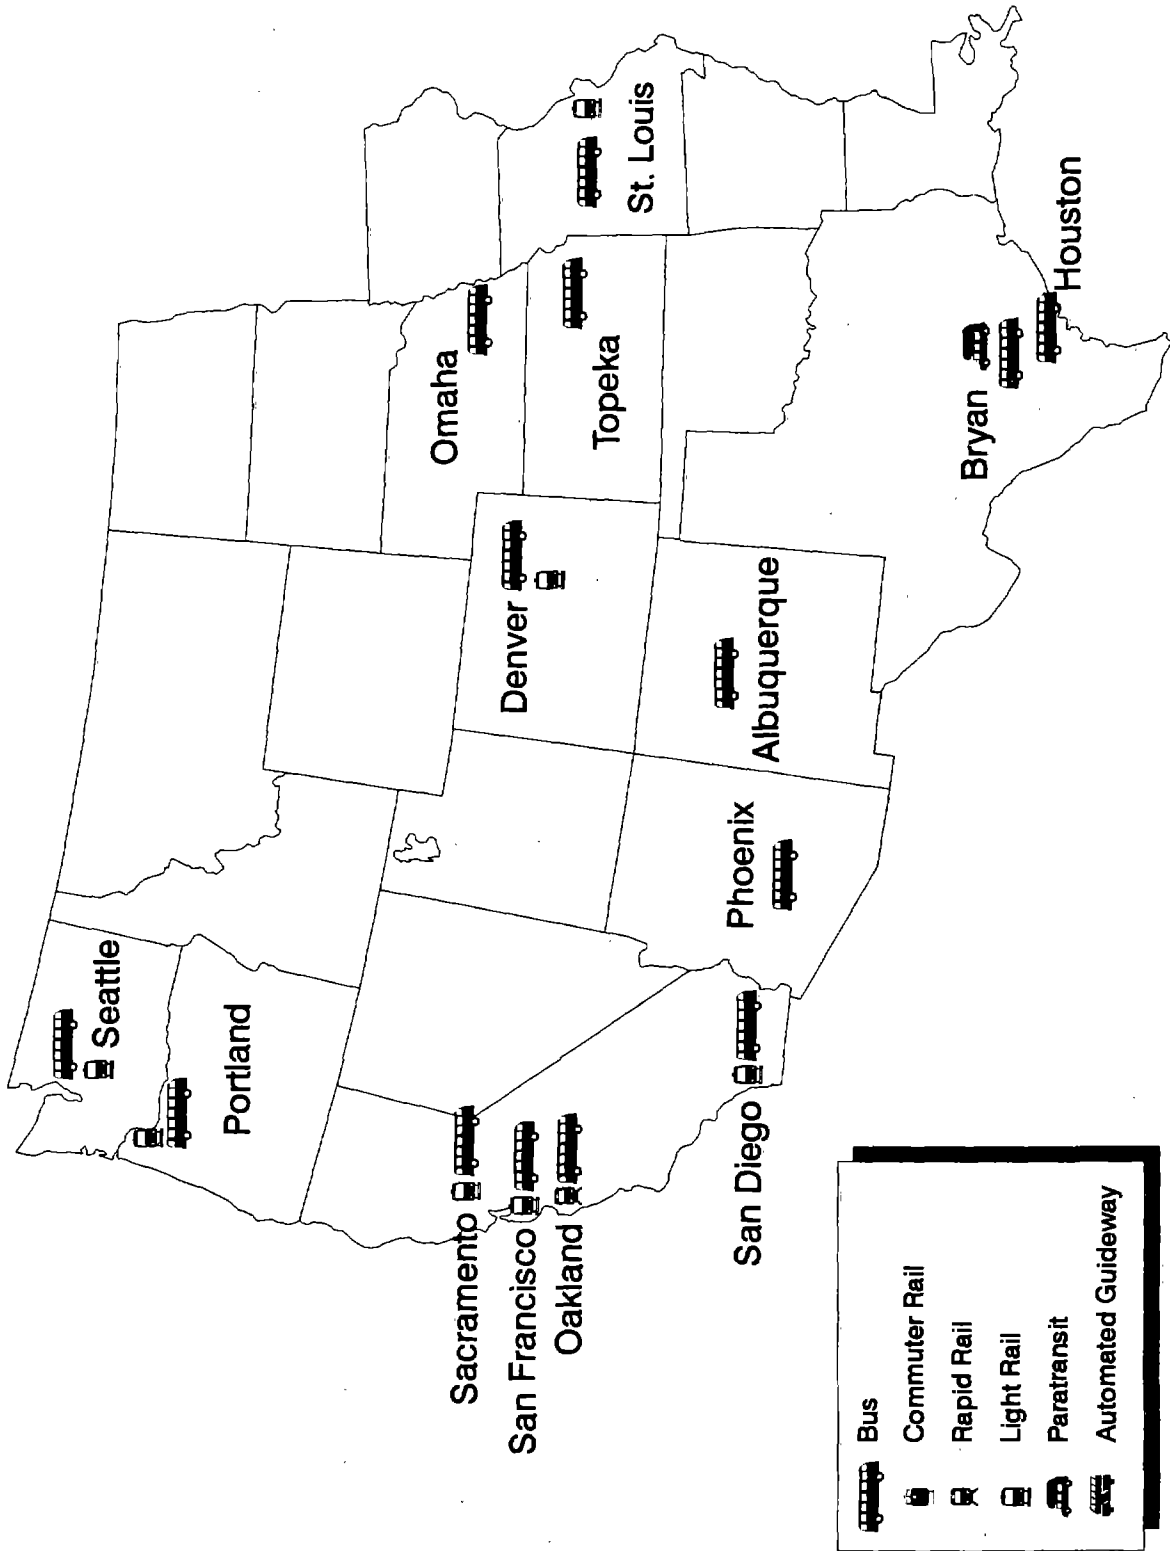 Seattle
Portland
Sacramento
San Francisco
Oakland
San Diego
Phoenix
Albuquerque
Denver
Omaha
Topeka
St. Louis
Bryan
Houston
Bus
Commuter Rail
Rapid Rail
Light Rail
Paratransit
Automated Guideway